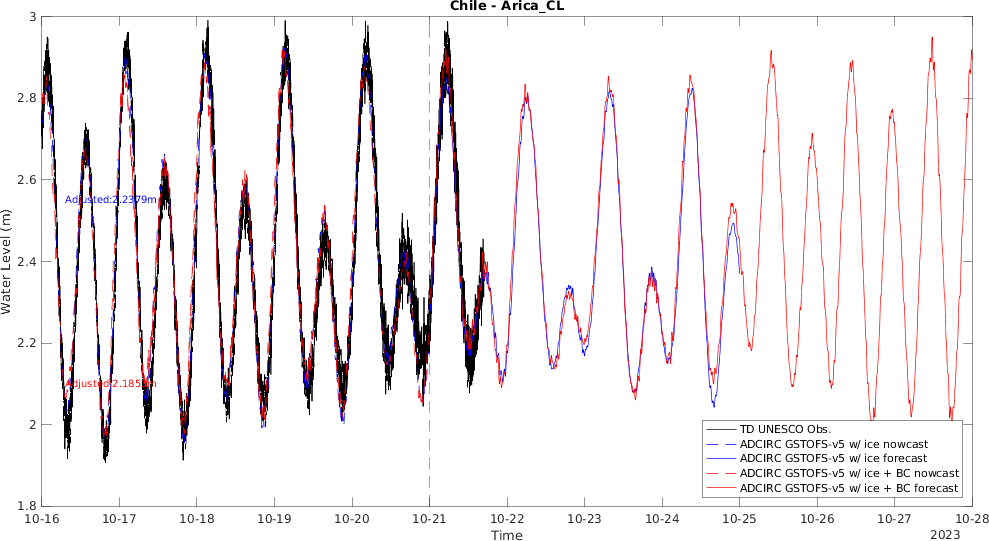 Chile - Arica_CL
3
2.8
2.6
2.4
2.2
2
1.8
Water Level (m)
Adjusted:2.2379m
TD UNESCO Obs.
ADCIRC GSTOFS-v5 w/ ice nowcast
ADCIRC GSTOFS-v5 w/ ice forecast
ADCIRC GSTOFS-v5 w/ ice + BC nowcast
ADCIRC GSTOFS-v5 w/ ice + BC forecast
10-16 10-17 10-18 10-19 10-20 10-21 10-22 10-23 10-24 10-25 10-26 10-27 10-28
Time
2023